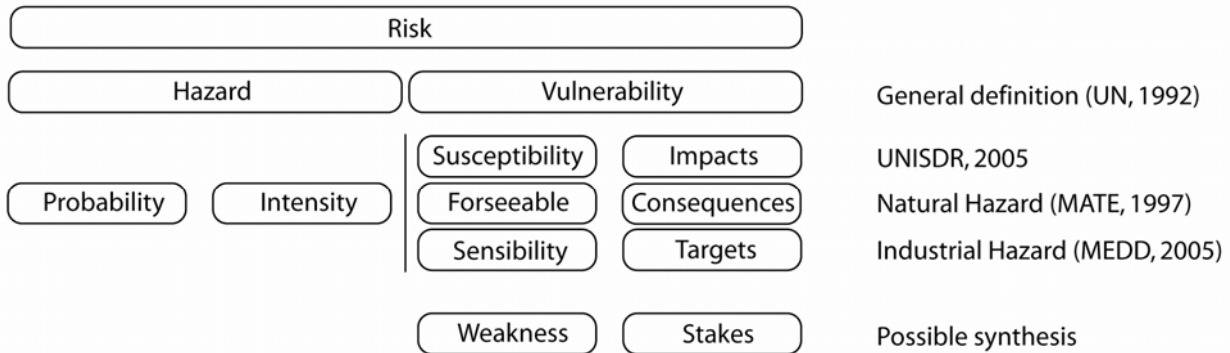 Risk
Hazard Vulnerability General definition (UN, 1992)
Susceptibility Impacts UNISDR, 2005
Probability Intensity Forseeable Consequences Natural Hazard (MATE, 1997)
Sensibility Targets Industrial Hazard (MEDD, 2005)
Weakness Stakes Possible synthesis